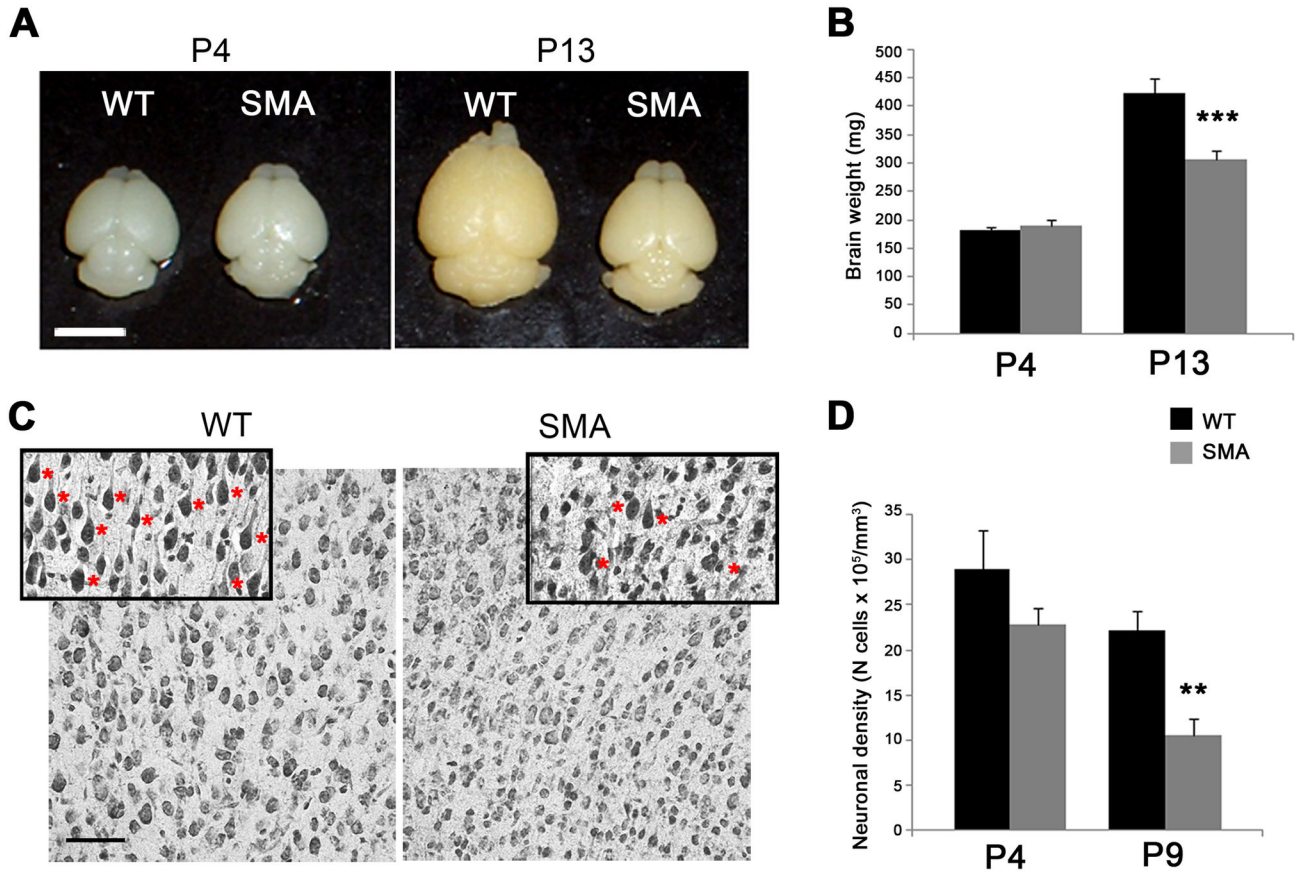 A
P4
P13
WT
SMA
WT
SMA
B
Brain weight (mg)
500
450
400
350
300
250
200
150
100
50
0
***
P4
P13
C
WT
SMA
* * * * * * * * * *
* * * *
D
WT
SMA
Neuronal density (N cells x 10⁵/mm³)
35
30
25
20
15
10
5
0
**
P4
P9